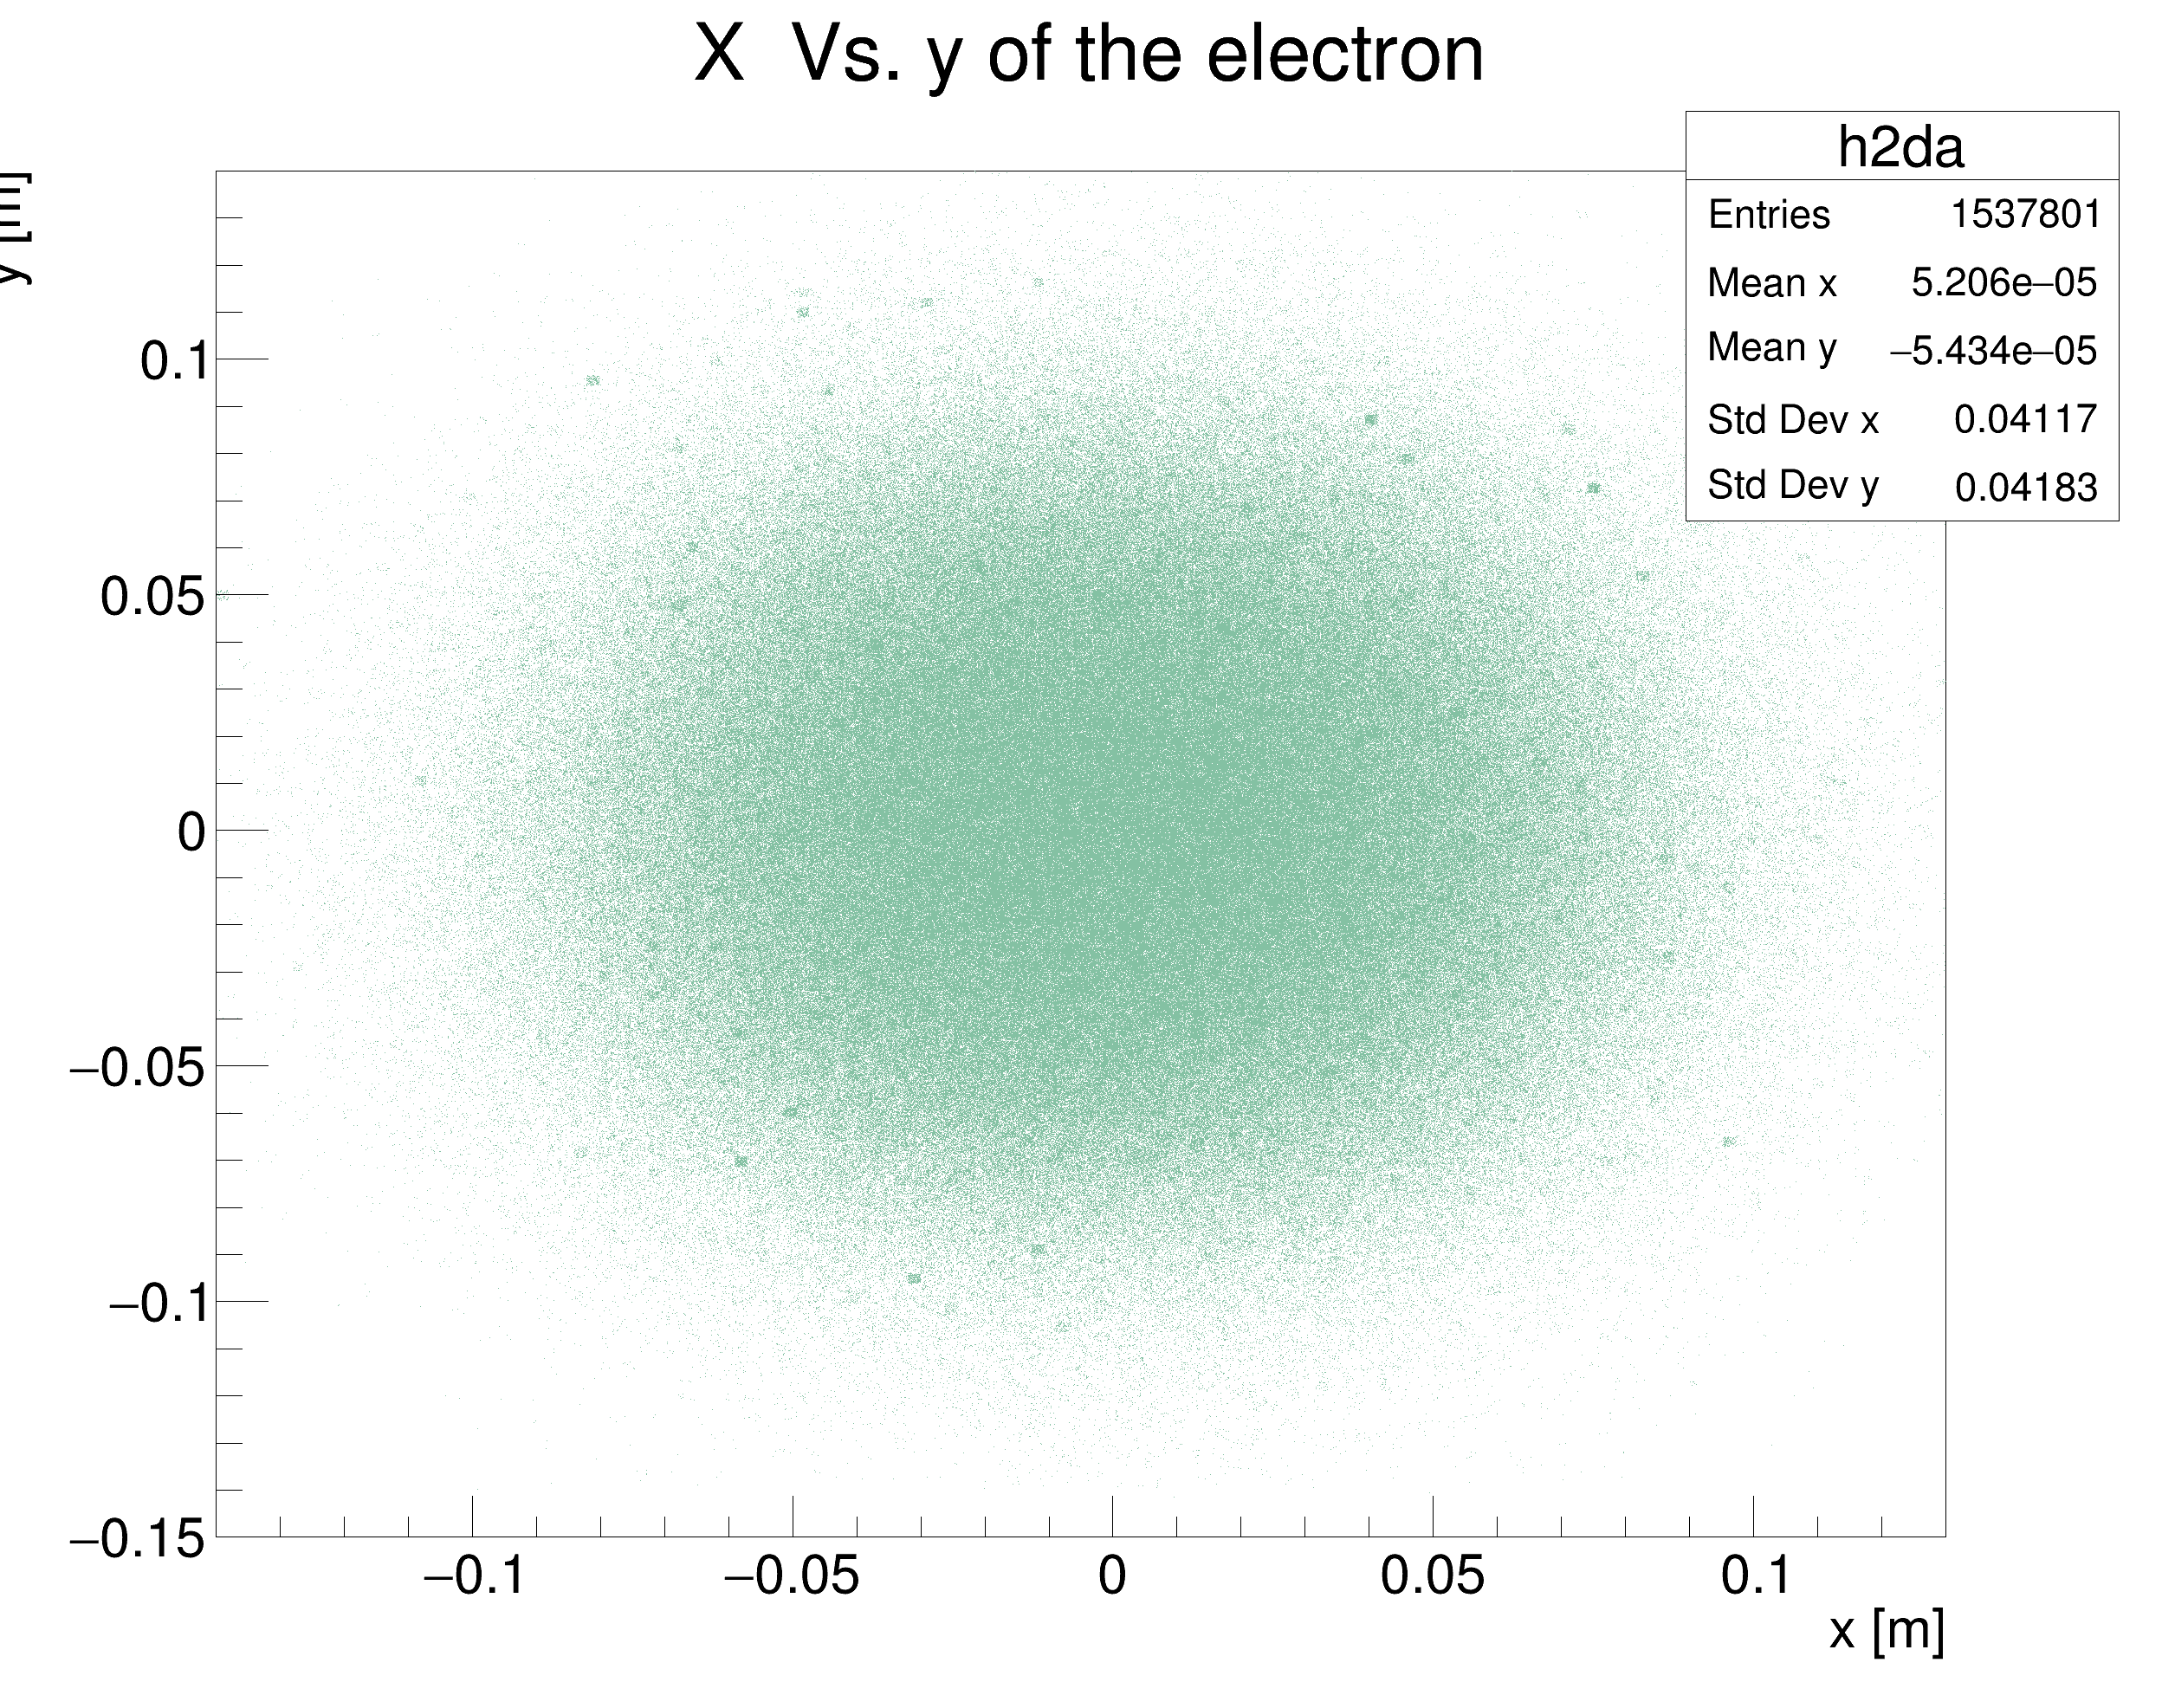 X Vs. y of the electron
h2da
Entries 1537801
Mean x 5.206e−05
Mean y −5.434e−05
Std Dev x 0.04117
Std Dev y 0.04183
y [m]
0.1
0.05
0
−0.05
−0.1
−0.15
−0.1 −0.05 0 0.05 0.1
x [m]